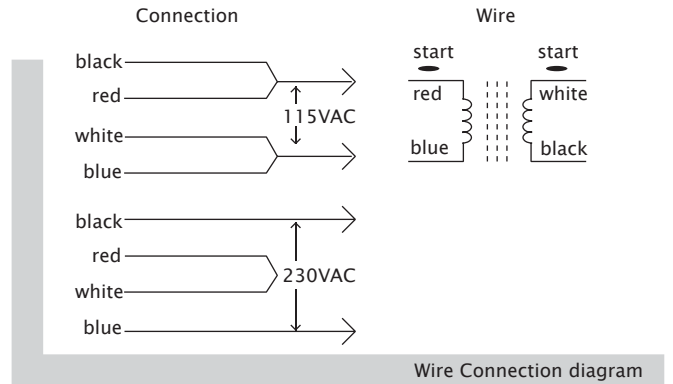 Connection
black
red
115VAC
white
blue
black
red
230VAC
white
blue
Wire
start start
red white
blue black
Wire Connection diagram